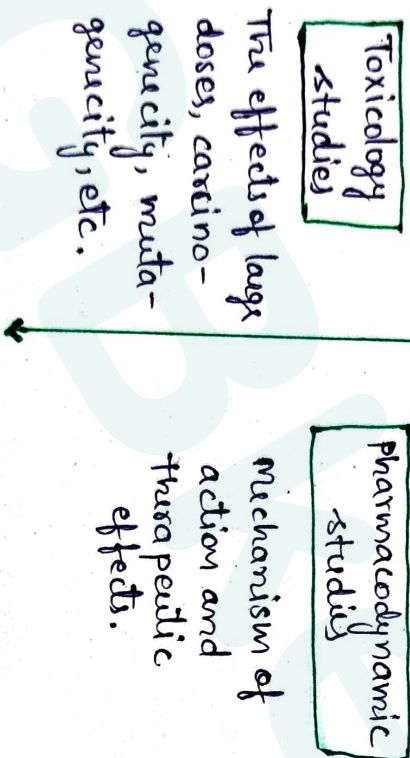 Toxicology
studies
The effects of large
doses, carcino-
genecity, muta-
genecity, etc.
Pharmacodynamic
studies
Mechanism of
action and
therapeutic
effects.